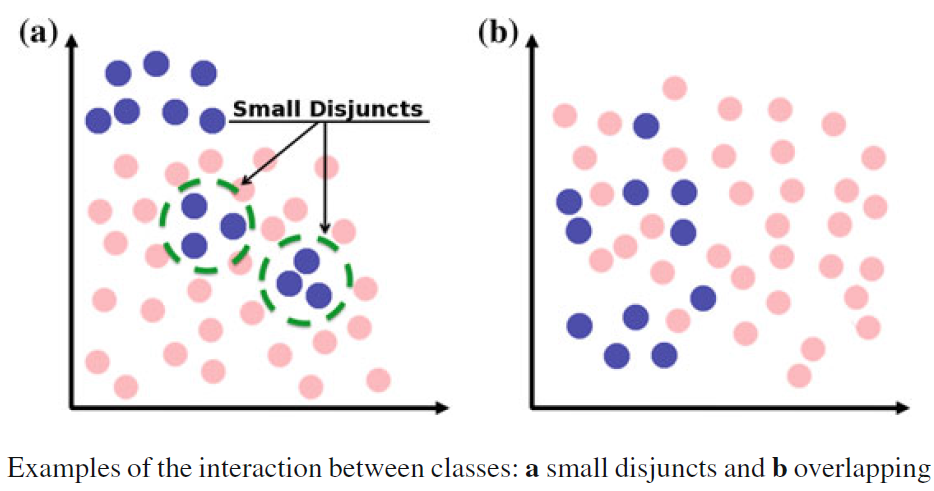 (a)
(b)
Small Disjuncts
Examples of the interaction between classes: a small disjuncts and b overlapping